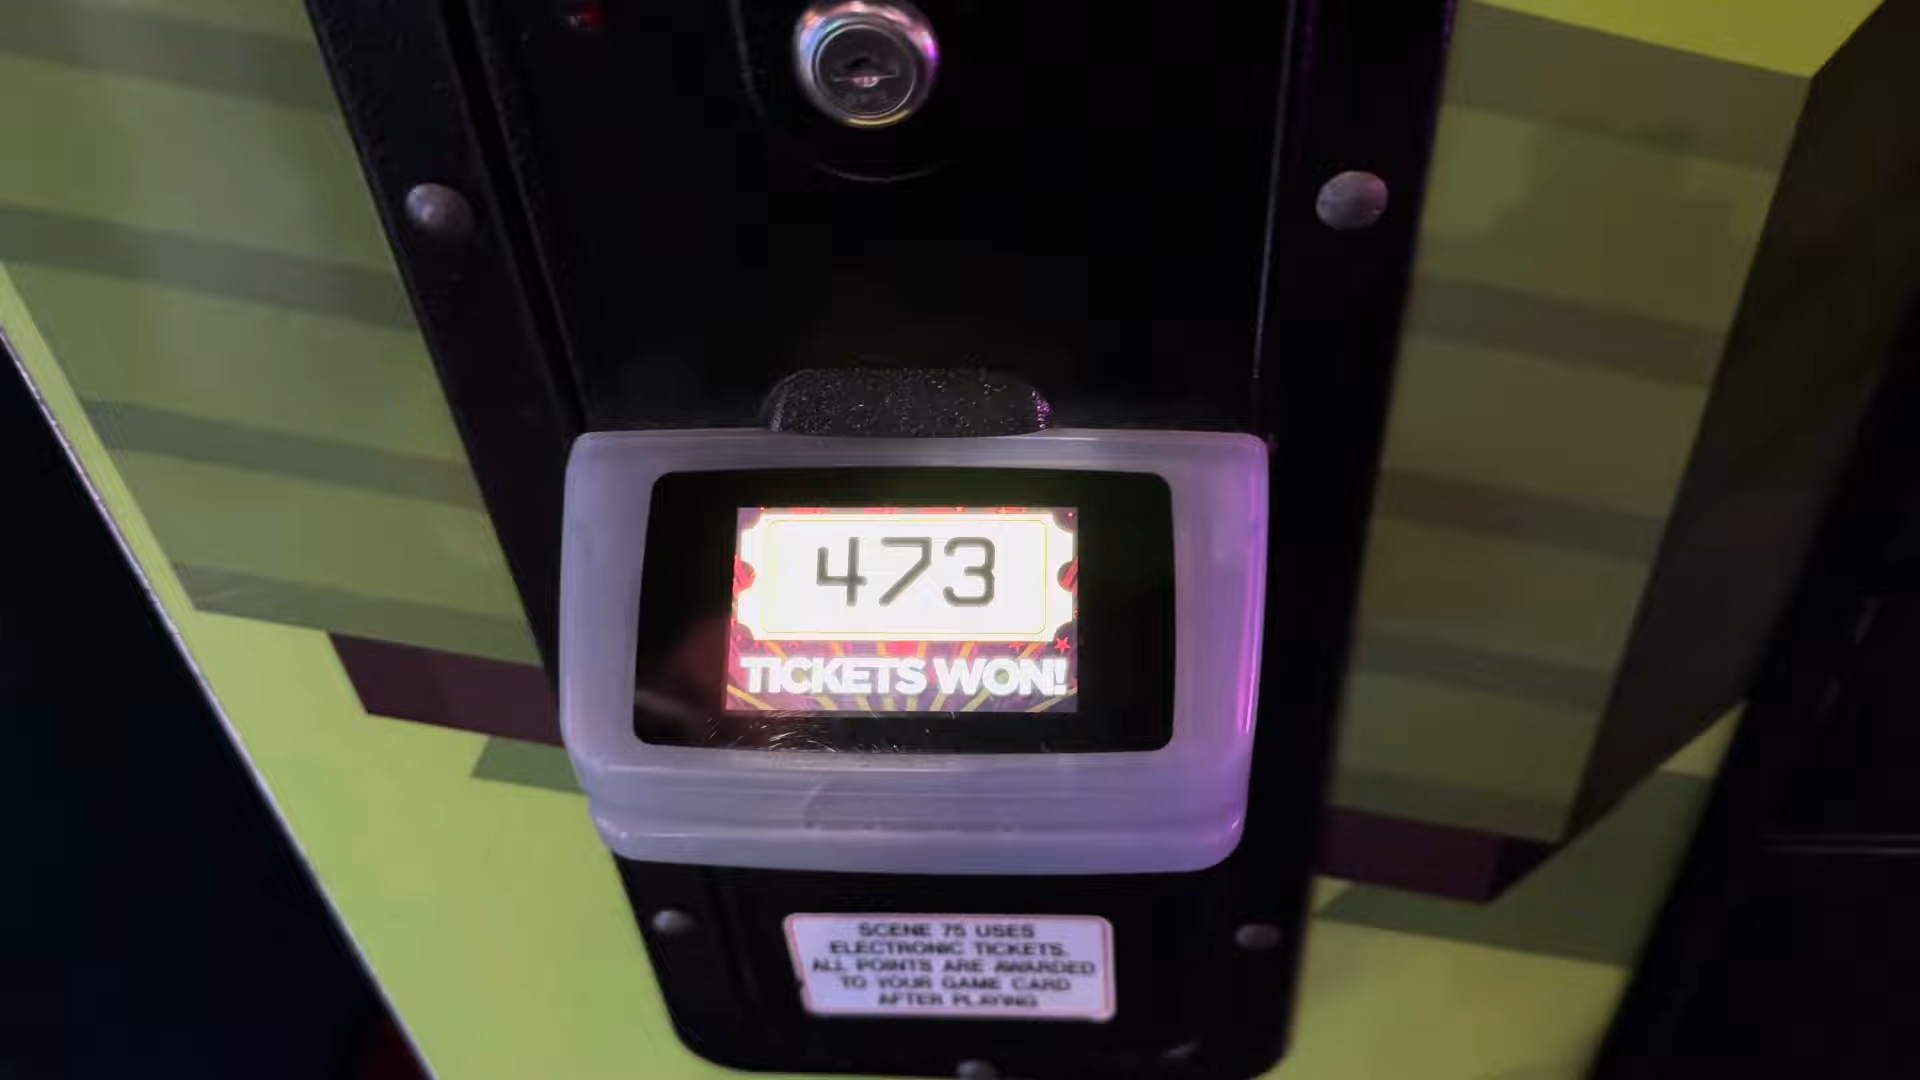 473
TICKETS WON!
SCENE 75 USES
ELECTRONIC TICKETS.
ALL POINTS ARE AWARDED
TO YOUR GAME CARD
AFTER PLAYING